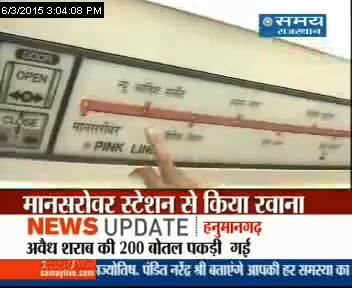 6/3/2015 3:04:08 PM
समय
राजस्थान
DOOR
OPEN
CLOSE
मानसरोवर
PINK LINE
मानसरोवर स्टेशन से किया रवाना
NEWS UPDATE हनुमानगढ़
अवैध शराब की 200 बोतल पकड़ी गई
samaylive.com
ज्योतिष. पंडित नरेंद्र श्री बताएंगे आपकी हर समस्या का